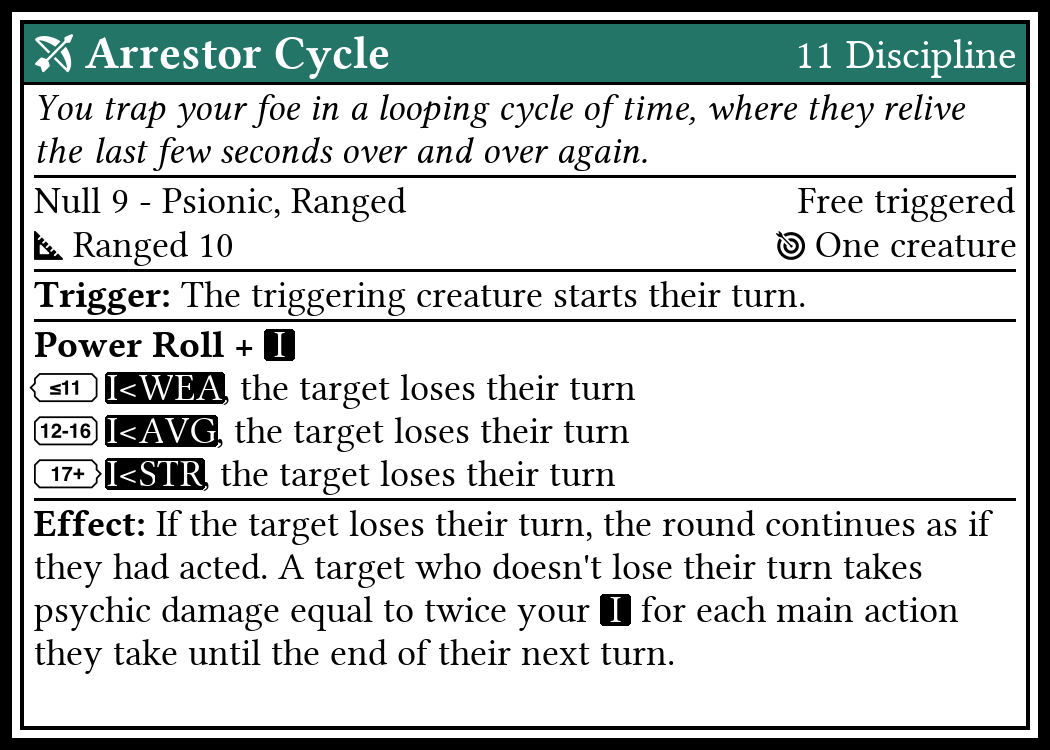 Arrestor Cycle 11 Discipline
You trap your foe in a looping cycle of time, where they relive
the last few seconds over and over again.
Null 9 - Psionic, Ranged Free triggered
Ranged 10 One creature
Trigger: The triggering creature starts their turn.
Power Roll + I
≤11 I<WEA, the target loses their turn
12-16 I<AVG, the target loses their turn
17+ I<STR, the target loses their turn
Effect: If the target loses their turn, the round continues as if
they had acted. A target who doesn't lose their turn takes
psychic damage equal to twice your I for each main action
they take until the end of their next turn.